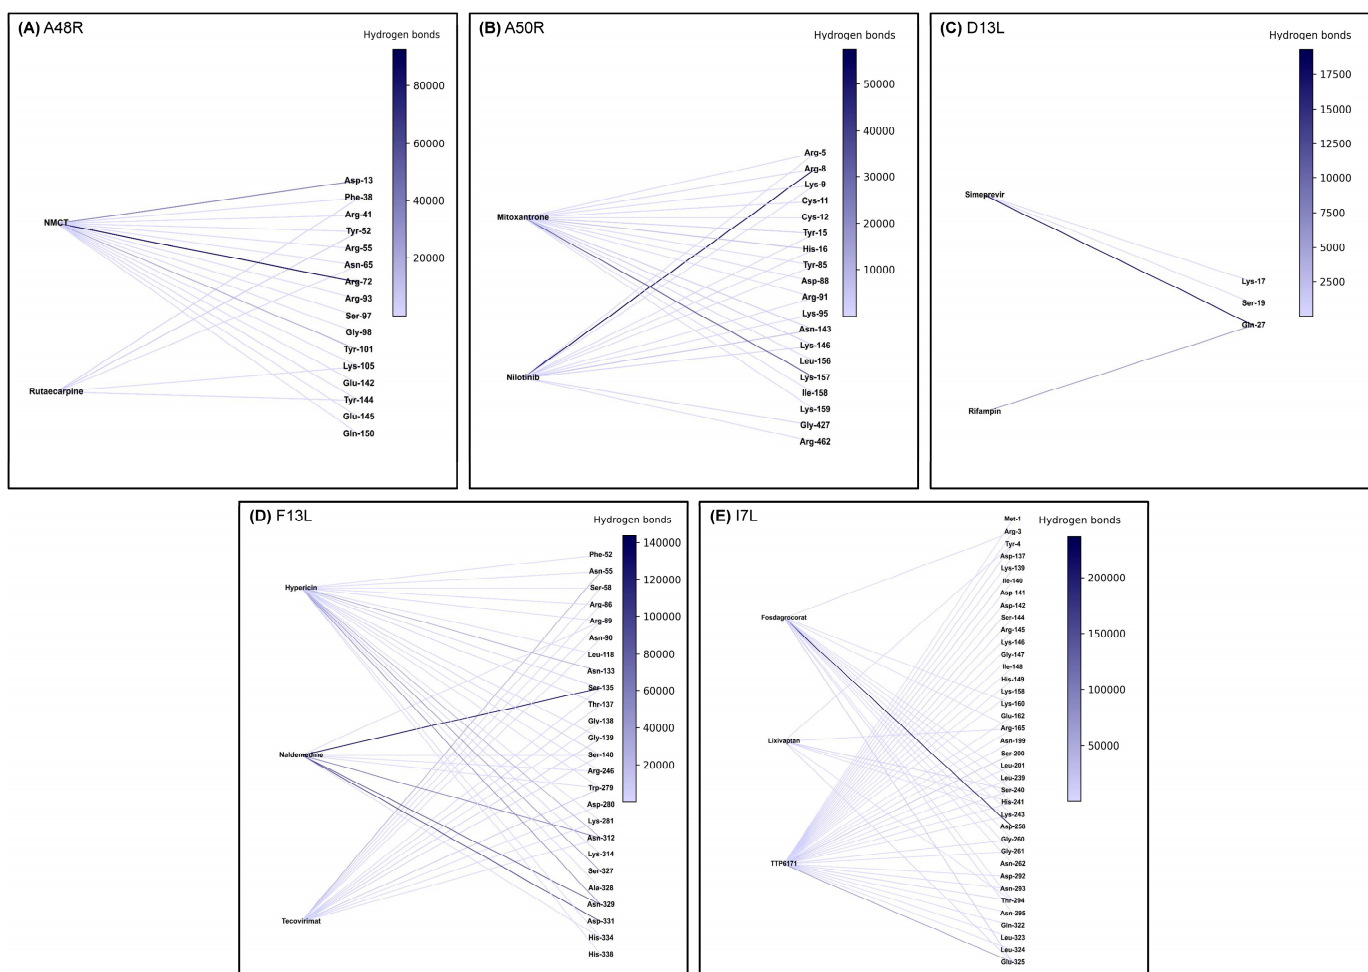 (A) A48R
Hydrogen bonds
80000
60000
40000
20000
NMCT
Rutaecarpine
Asp-13
Phe-38
Arg-41
Tyr-52
Arg-55
Asn-65
Arg-72
Arg-93
Ser-97
Gly-98
Tyr-101
Lys-105
Glu-142
Tyr-144
Glu-145
Gln-150
(B) A50R
Hydrogen bonds
50000
40000
30000
20000
10000
Mitoxantrone
Nilotinib
Arg-5
Arg-8
Lys-9
Cys-11
Cys-12
Tyr-15
His-16
Tyr-85
Asp-88
Arg-91
Lys-95
Asn-143
Lys-146
Leu-156
Lys-157
Ile-158
Lys-159
Gly-427
Arg-462
(C) D13L
Hydrogen bonds
17500
15000
12500
10000
7500
5000
2500
Simeprevir
Rifampin
Lys-17
Ser-19
Gln-27
(D) F13L
Hydrogen bonds
140000
120000
100000
80000
60000
40000
20000
Hypericin
Naldemedine
Tecovirimat
Phe-52
Asn-55
Ser-58
Arg-86
Arg-89
Asn-90
Leu-118
Asn-133
Ser-135
Thr-137
Gly-138
Gly-139
Ser-140
Arg-246
Trp-279
Asp-280
Lys-281
Asn-312
Lys-314
Ser-327
Ala-328
Asn-329
Asp-331
His-334
His-338
(E) I7L
Hydrogen bonds
200000
150000
100000
50000
Fosdagrocorat
Lixivaptan
TTP6171
Met-1
Arg-3
Tyr-4
Asp-137
Lys-139
Ile-140
Asp-141
Asp-142
Ser-144
Arg-145
Lys-146
Gly-147
Ile-148
His-149
Lys-158
Lys-160
Glu-162
Arg-165
Asn-199
Ser-200
Leu-201
Leu-239
Ser-240
His-241
Lys-243
Asp-258
Gly-260
Gly-261
Asn-262
Asp-292
Asn-293
Thr-294
Asn-295
Gln-322
Leu-323
Leu-324
Glu-325